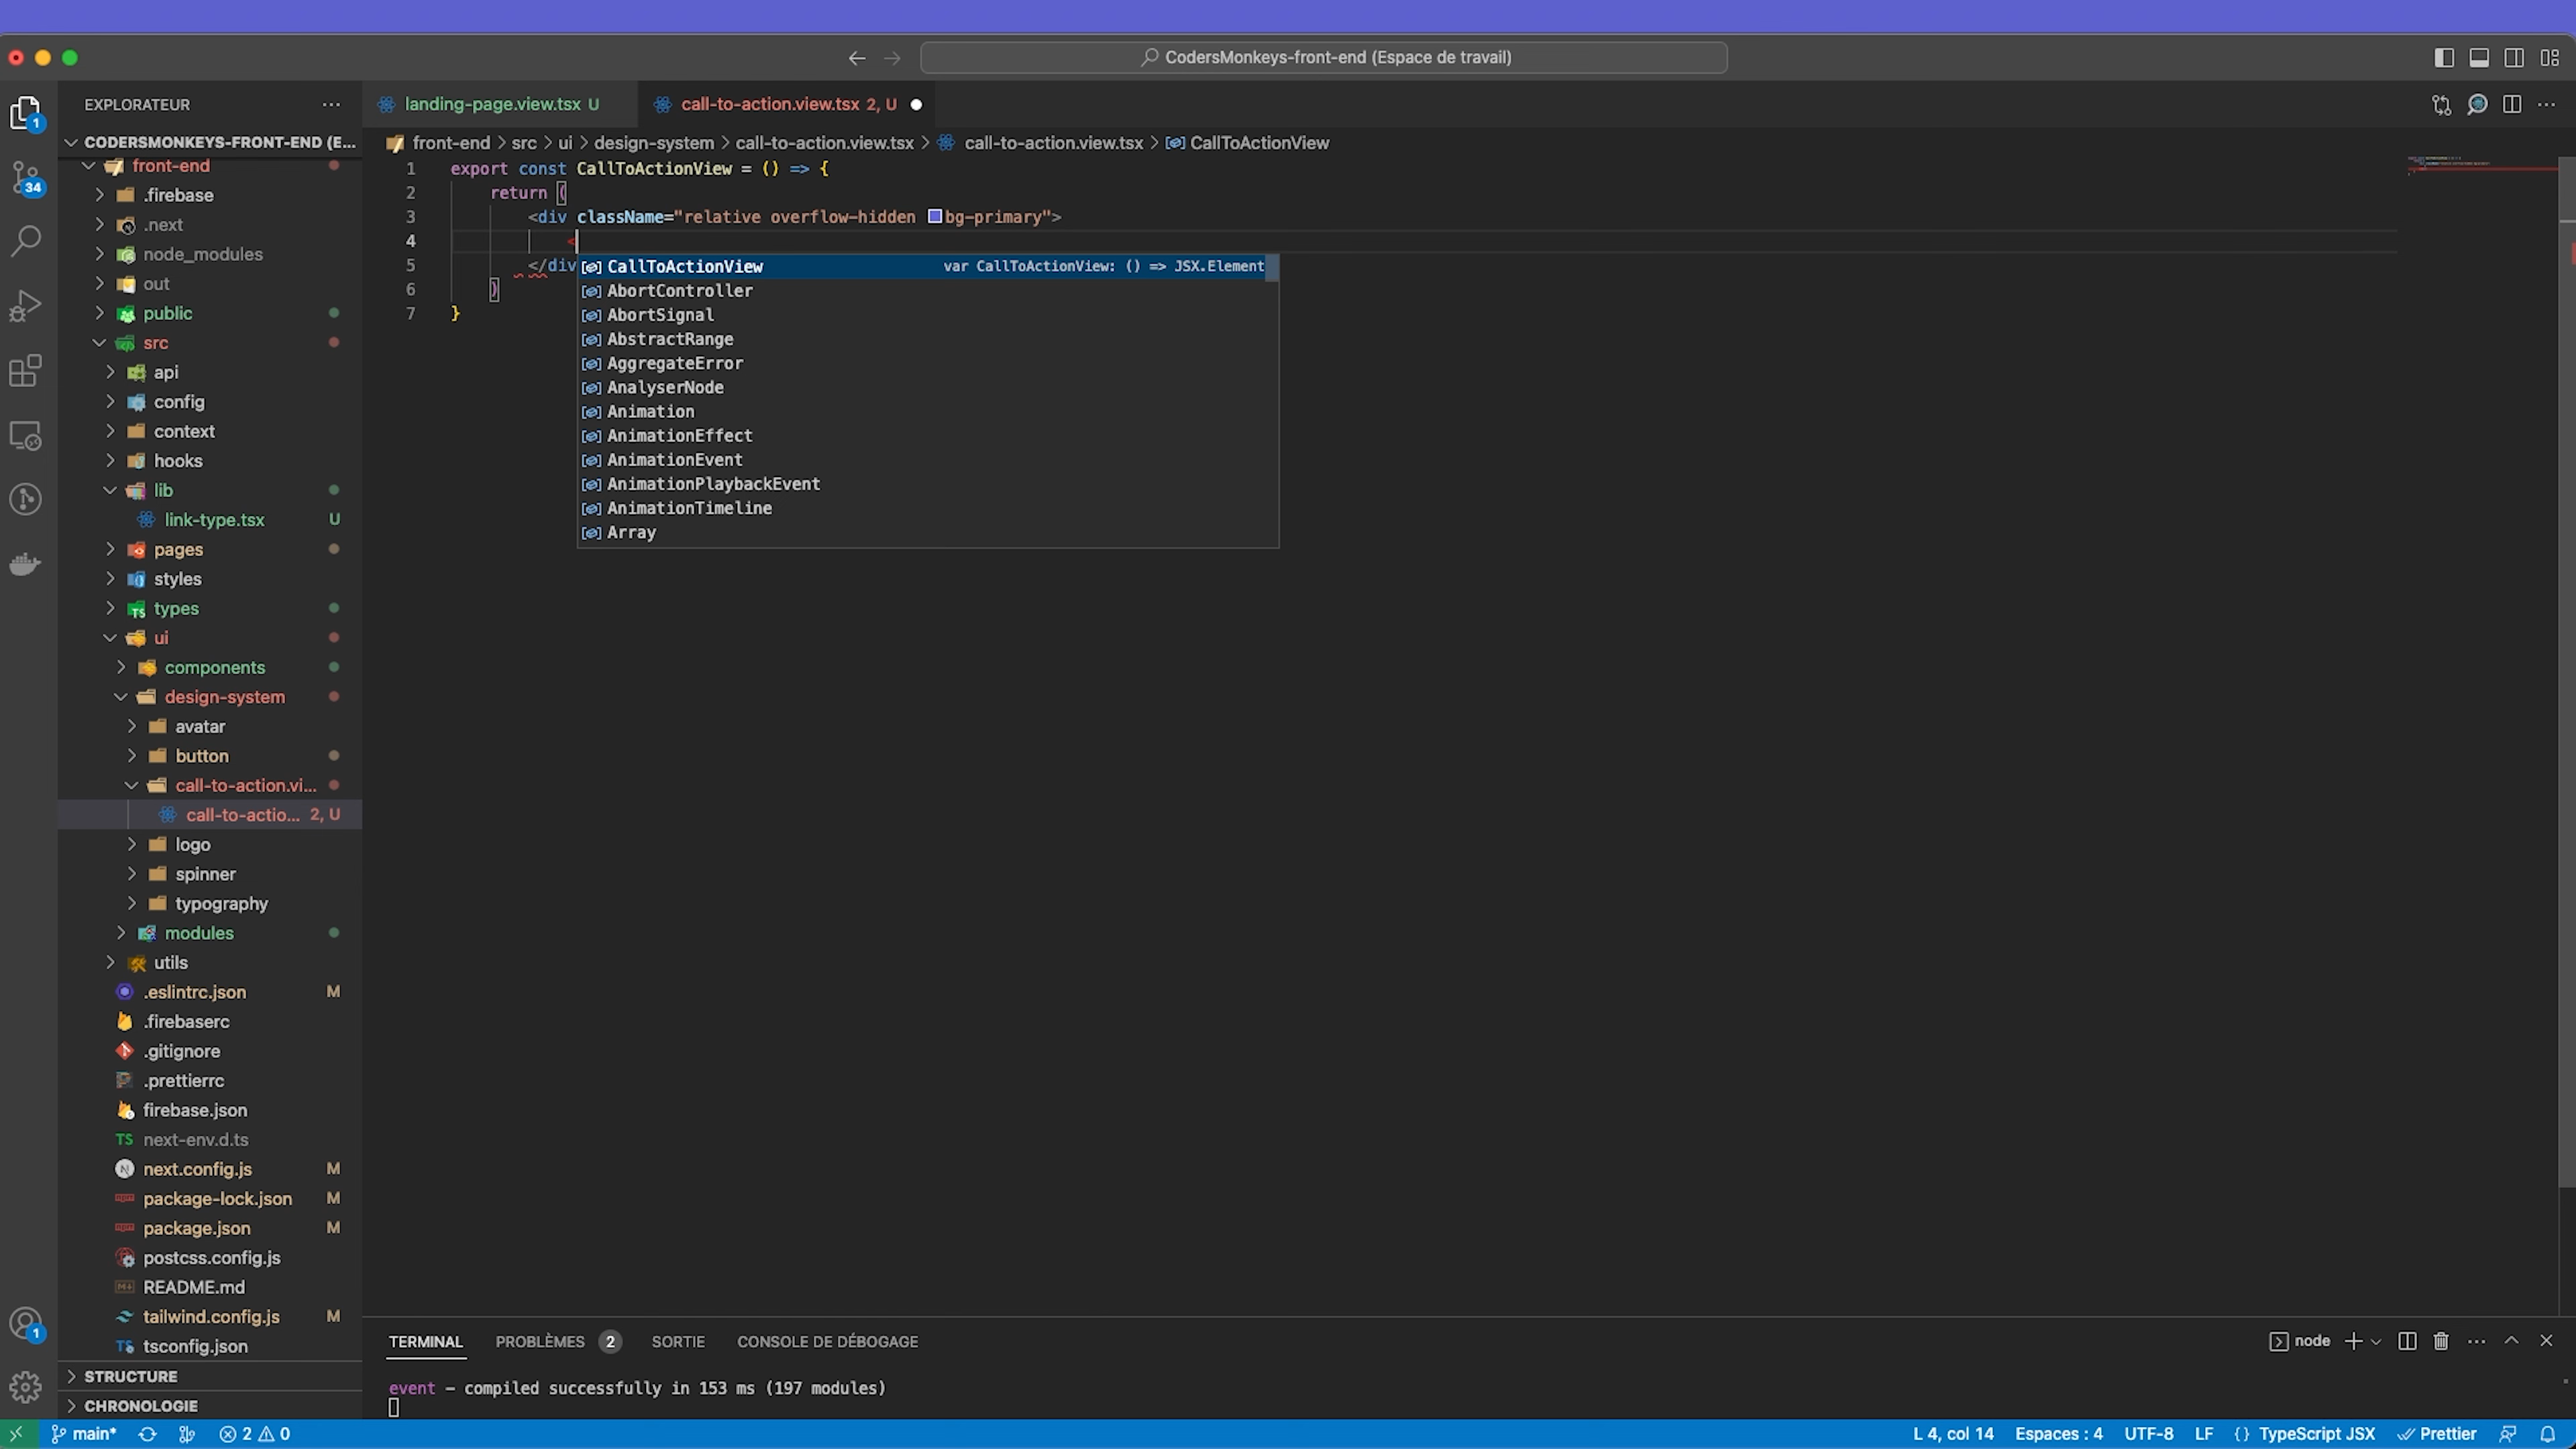 CodersMonkeys-front-end (Espace de travail)
EXPLORATEUR
landing-page.view.tsx U
call-to-action.view.tsx 2, U
1
34
CODERSMONKEYS-FRONT-END (E...
front-end
.firebase
.next
node_modules
out
public
src
api
config
context
hooks
lib
link-type.tsx U
pages
styles
types
ui
components
design-system
avatar
button
call-to-action.vi...
call-to-actio... 2, U
logo
spinner
typography
modules
utils
.eslintrc.json M
.firebaserc
.gitignore
.prettierrc
firebase.json
TS next-env.d.ts
next.config.js M
package-lock.json M
package.json M
postcss.config.js
README.md
tailwind.config.js M
tsconfig.json
STRUCTURE
CHRONOLOGIE
1
front-end > src > ui > design-system > call-to-action.view.tsx > call-to-action.view.tsx > CallToActionView
1 export const CallToActionView = () => {
2 return (
3 <div className="relative overflow-hidden bg-primary">
4 <
5 </div
6 )
7 }
CallToActionView var CallToActionView: () => JSX.Element
AbortController
AbortSignal
AbstractRange
AggregateError
AnalyserNode
Animation
AnimationEffect
AnimationEvent
AnimationPlaybackEvent
AnimationTimeline
Array
TERMINAL PROBLÈMES 2 SORTIE CONSOLE DE DÉBOGAGE
node
event - compiled successfully in 153 ms (197 modules)
main* 2 0
L 4, col 14 Espaces : 4 UTF-8 LF {} TypeScript JSX Prettier